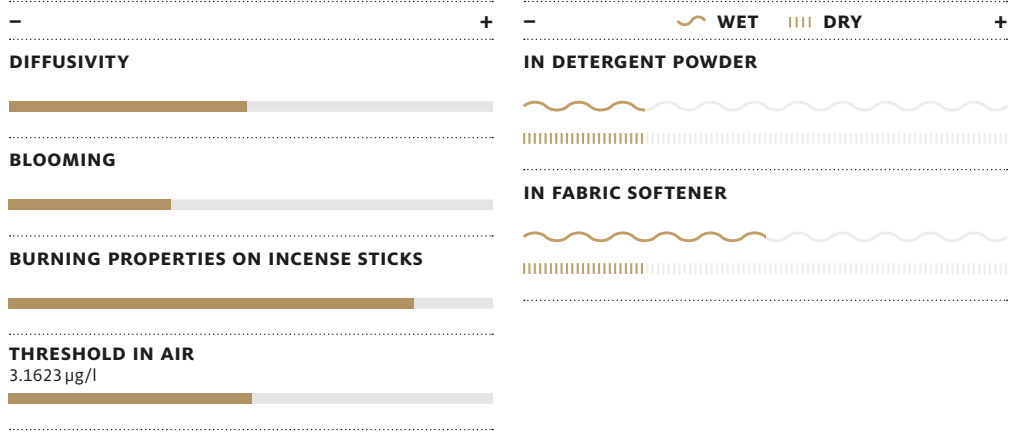 – +
DIFFUSIVITY
BLOOMING
BURNING PROPERTIES ON INCENSE STICKS
THRESHOLD IN AIR
3.1623 µg/l
– WET DRY +
IN DETERGENT POWDER
IN FABRIC SOFTENER